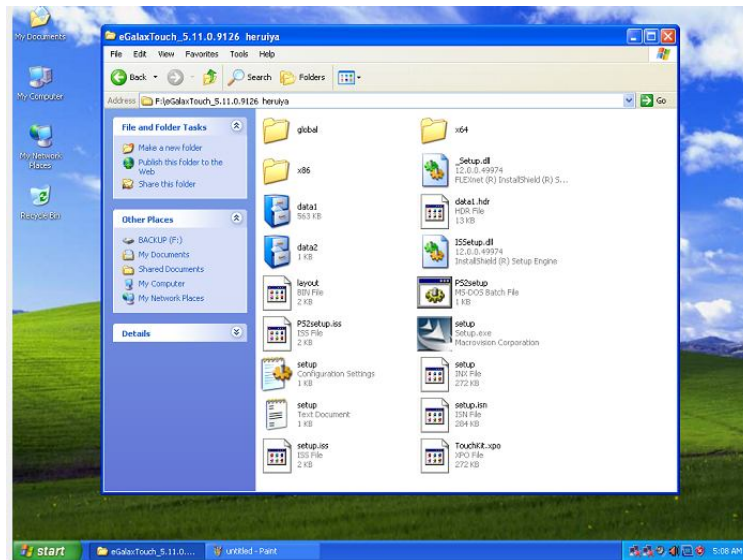 My Documents
My Computer
My Network
Places
Recycle Bin
eGalaxTouch_5.11.0.9126 heruiya
File Edit View Favorites Tools Help
Back Search Folders
Address F:\eGalaxTouch_5.11.0.9126 heruiya Go
File and Folder Tasks
Make a new folder
Publish this folder to the
Web
Share this folder
Other Places
BACKUP (F:)
My Documents
Shared Documents
My Computer
My Network Places
Details
global
x64
x86
_Setup.dll
12.0.0.49974
FLEXnet (R) InstallShield (R) S...
data1
563 KB
data1.hdr
HDR File
13 KB
data2
1 KB
ISSetup.dll
12.0.0.49974
InstallShield (R) Setup Engine
layout
BIN File
2 KB
PS2setup
MS-DOS Batch File
1 KB
PS2setup.iss
ISS File
2 KB
setup
Setup.exe
Macrovision Corporation
setup
Configuration Settings
1 KB
setup
INX File
272 KB
setup
Text Document
1 KB
setup.isn
ISN File
284 KB
setup.iss
ISS File
2 KB
TouchKit.xpo
XPO File
272 KB
start
eGalaxTouch_5.11.0....
untitled - Paint
5:08 AM